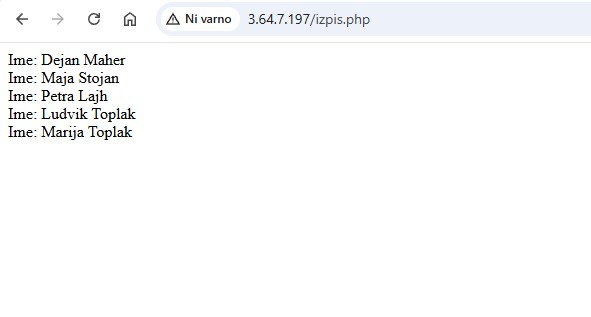 Ni varno 3.64.7.197/izpis.php
Ime: Dejan Maher
Ime: Maja Stojan
Ime: Petra Lajh
Ime: Ludvik Toplak
Ime: Marija Toplak